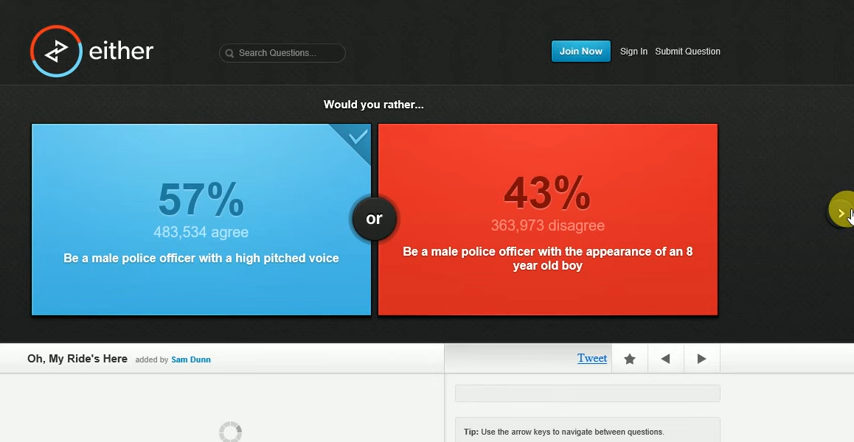 either
Search Questions...
Join Now
Sign In
Submit Question
Would you rather...
57%
483,534 agree
Be a male police officer with a high pitched voice
or
43%
363,973 disagree
Be a male police officer with the appearance of an 8
year old boy
Oh, My Ride's Here added by Sam Dunn
Tweet
Tip: Use the arrow keys to navigate between questions.